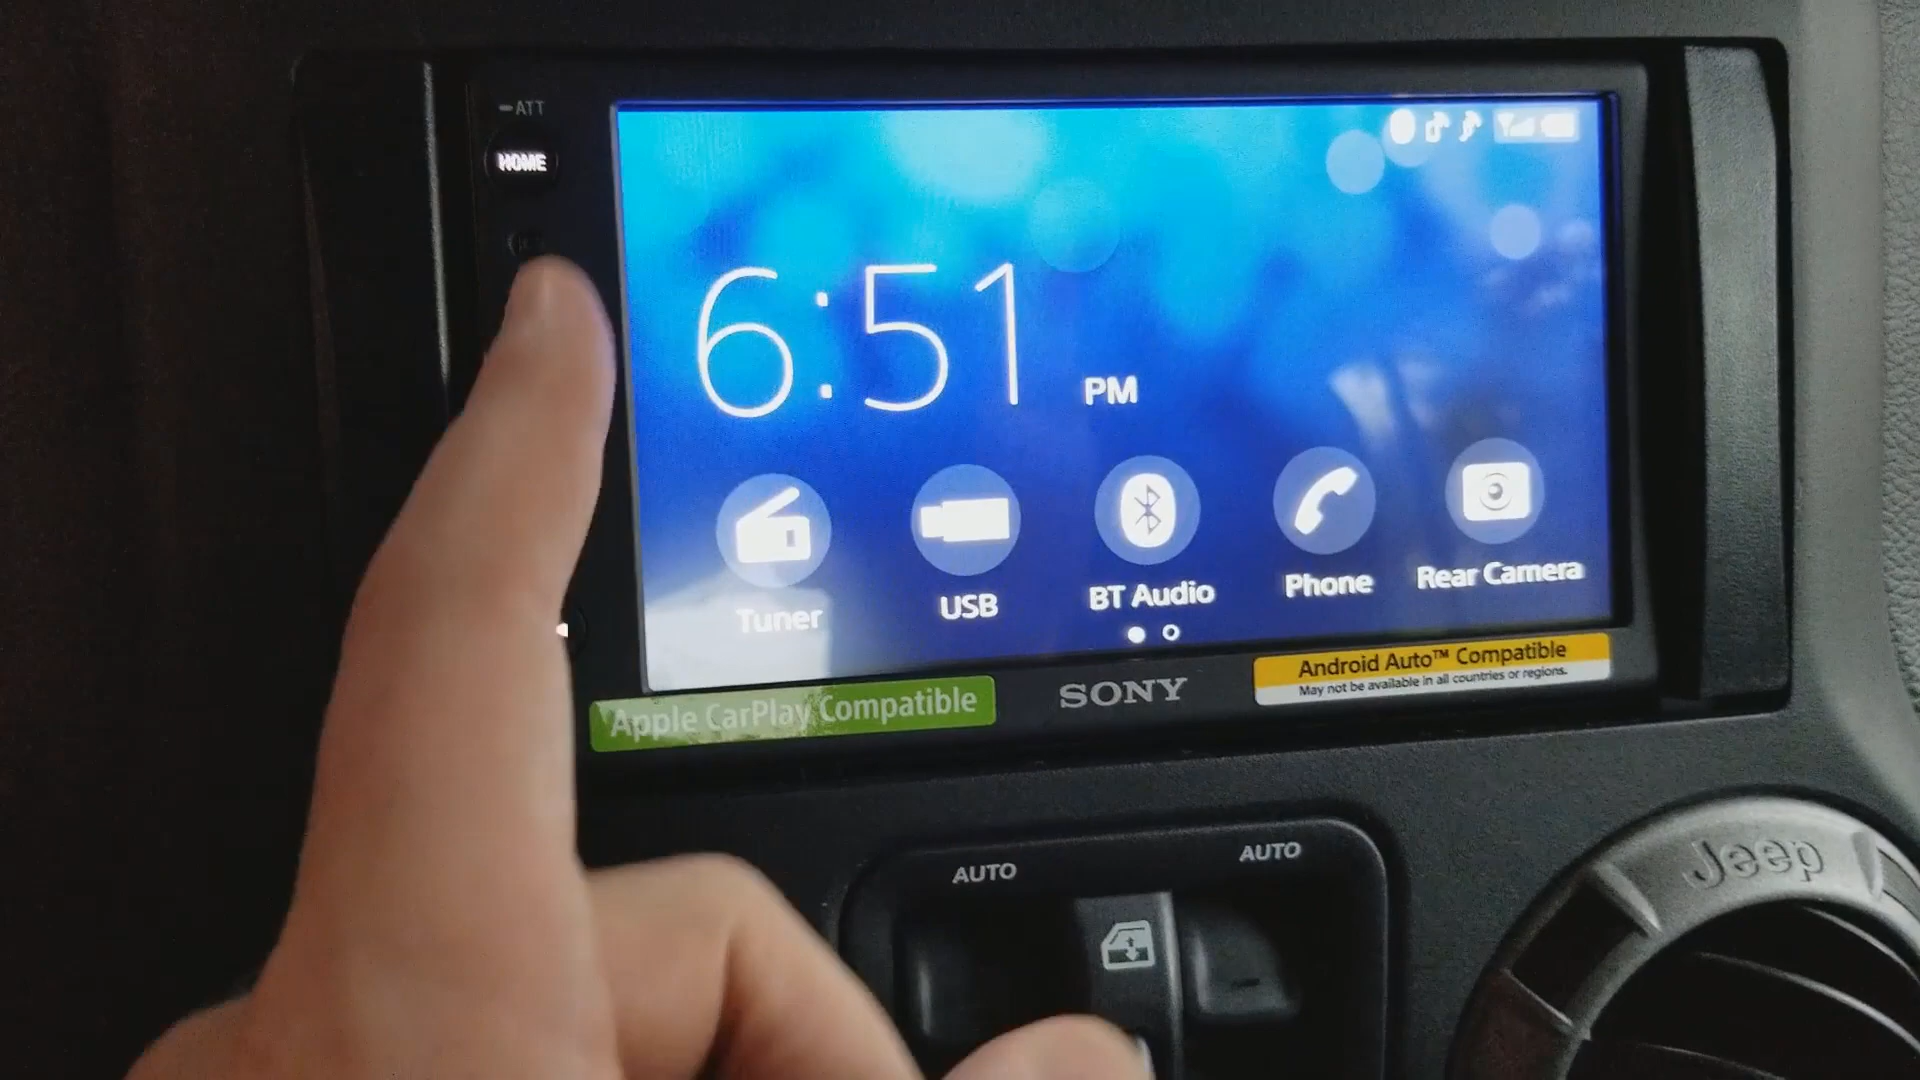 ATT
HOME
6:51
PM
Tuner
USB
BT Audio
Phone
Rear Camera
Apple CarPlay Compatible
SONY
Android Auto™ Compatible
May not be available in all countries or regions.
AUTO
AUTO
Jeep